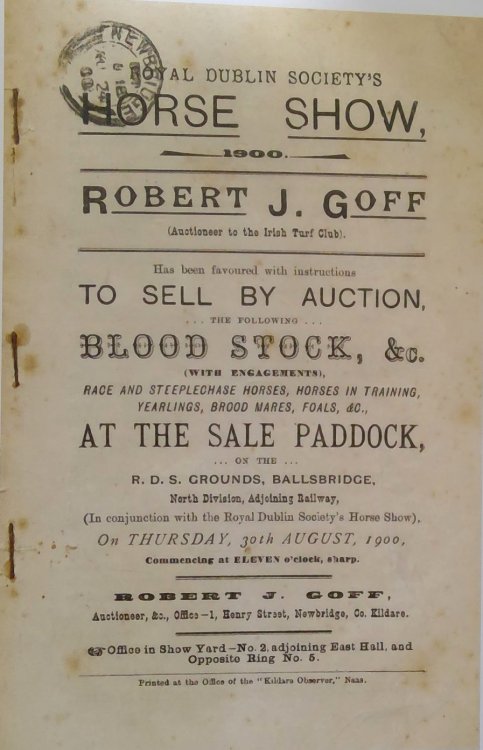 NEWBRIDGE
ROYAL DUBLIN SOCIETY'S
HORSE SHOW,
1900.
ROBERT J. GOFF
(Auctioneer to the Irish Turf Club).
Has been favoured with instructions
TO SELL BY AUCTION,
... THE FOLLOWING ...
BLOOD STOCK, &c.
(WITH ENGAGEMENTS),
RACE AND STEEPLECHASE HORSES, HORSES IN TRAINING,
YEARLINGS, BROOD MARES, FOALS, &C.,
AT THE SALE PADDOCK,
... ON THE ...
R. D. S. GROUNDS, BALLSBRIDGE,
North Division, Adjoining Railway,
(In conjunction with the Royal Dublin Society's Horse Show),
On THURSDAY, 30th AUGUST, 1900,
Commencing at ELEVEN o'clock, sharp.
ROBERT J. GOFF,
Auctioneer, &c., Office—1, Henry Street, Newbridge, Co. Kildare.
☞Office in Show Yard—No. 2, adjoining East Hall, and
Opposite Ring No. 5.
Printed at the Office of the "Kildare Observer," Naas.